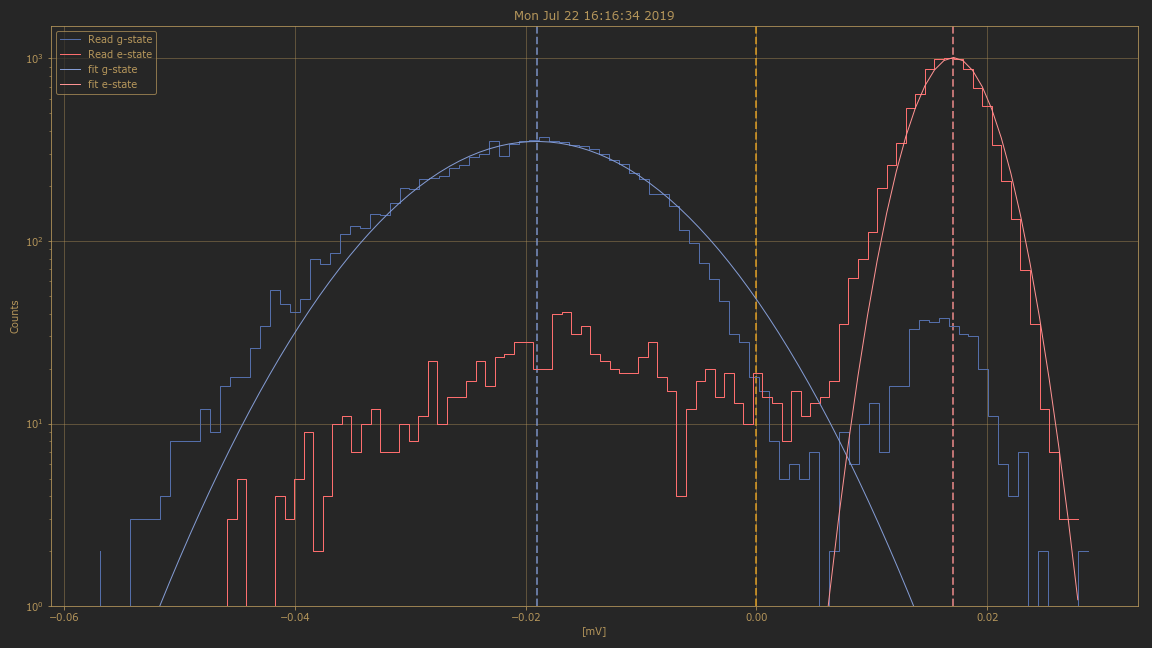 Mon Jul 22 16:16:34 2019
Read g-state
Read e-state
fit g-state
fit e-state
10³
10²
10¹
10⁰
Counts
−0.06
−0.04
−0.02
0.00
0.02
[mV]